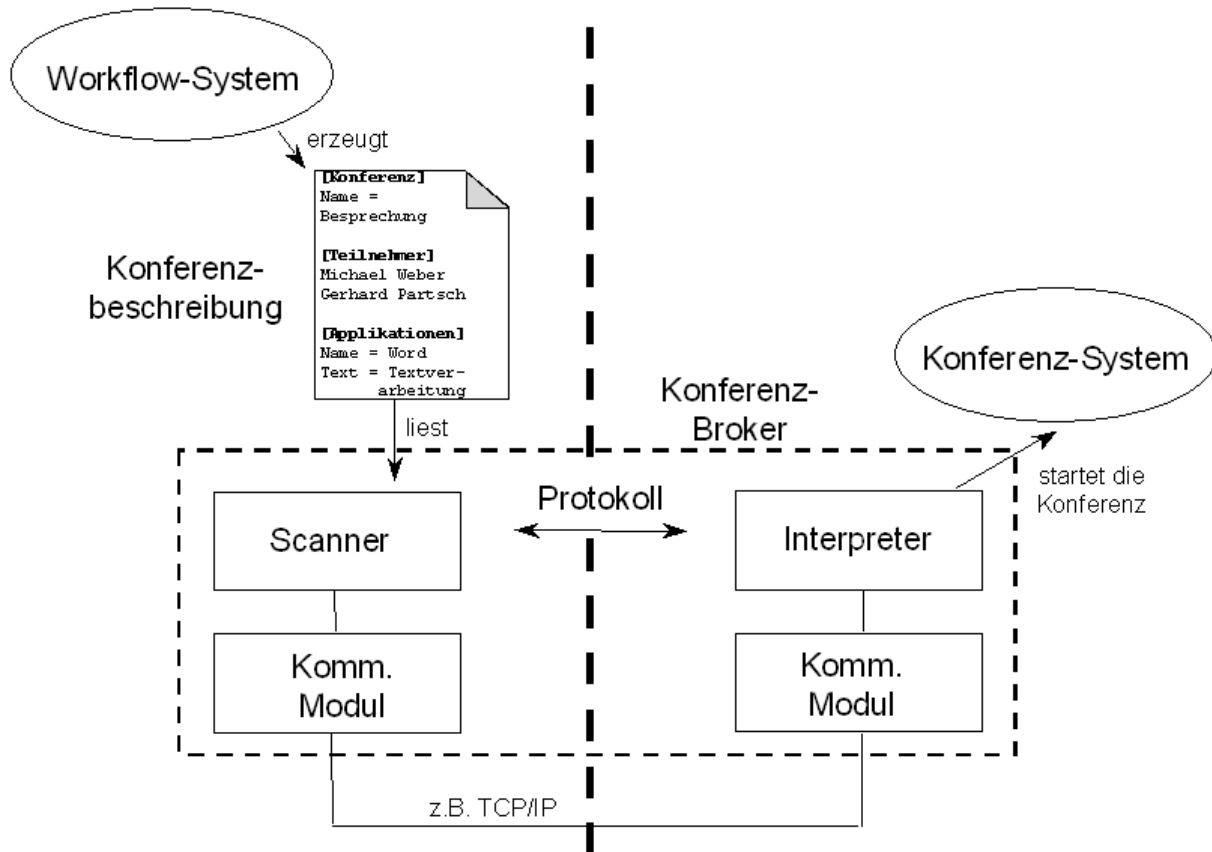 Workflow-System
erzeugt
[Konferenz]
Name =
Besprechung
[Teilnehmer]
Michael Weber
Gerhard Partsch
[Applikationen]
Name = Word
Text = Textver-
arbeitung
Konferenz-
beschreibung
liest
Konferenz-System
Konferenz-
Broker
startet die
Konferenz
Scanner
Protokoll
Interpreter
Komm.
Modul
Komm.
Modul
z.B. TCP/IP